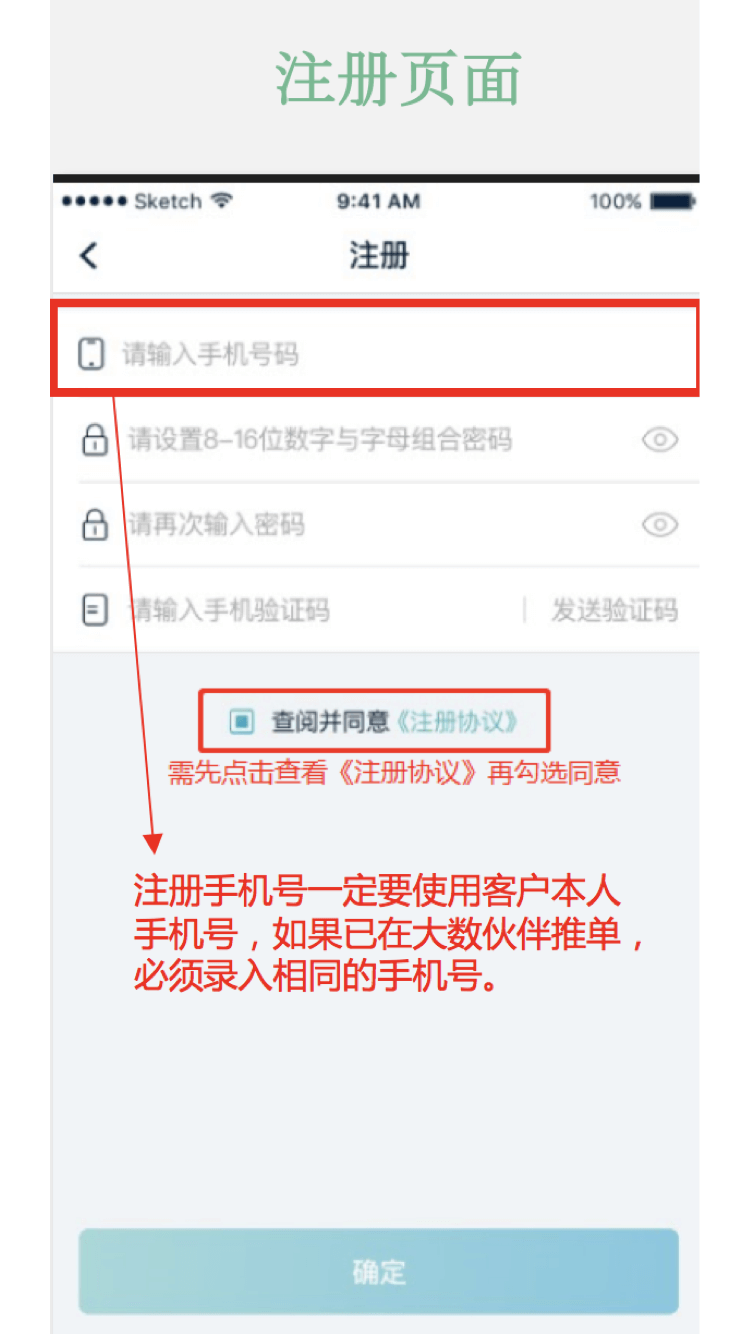 注册页面
Sketch 9:41 AM 100%
注册
请输入手机号码
请设置8-16位数字与字母组合密码
请再次输入密码
请输入手机验证码 发送验证码
查阅并同意《注册协议》
需先点击查看《注册协议》再勾选同意
注册手机号一定要使用客户本人
手机号，如果已在大数伙伴推单，
必须录入相同的手机号。
确定